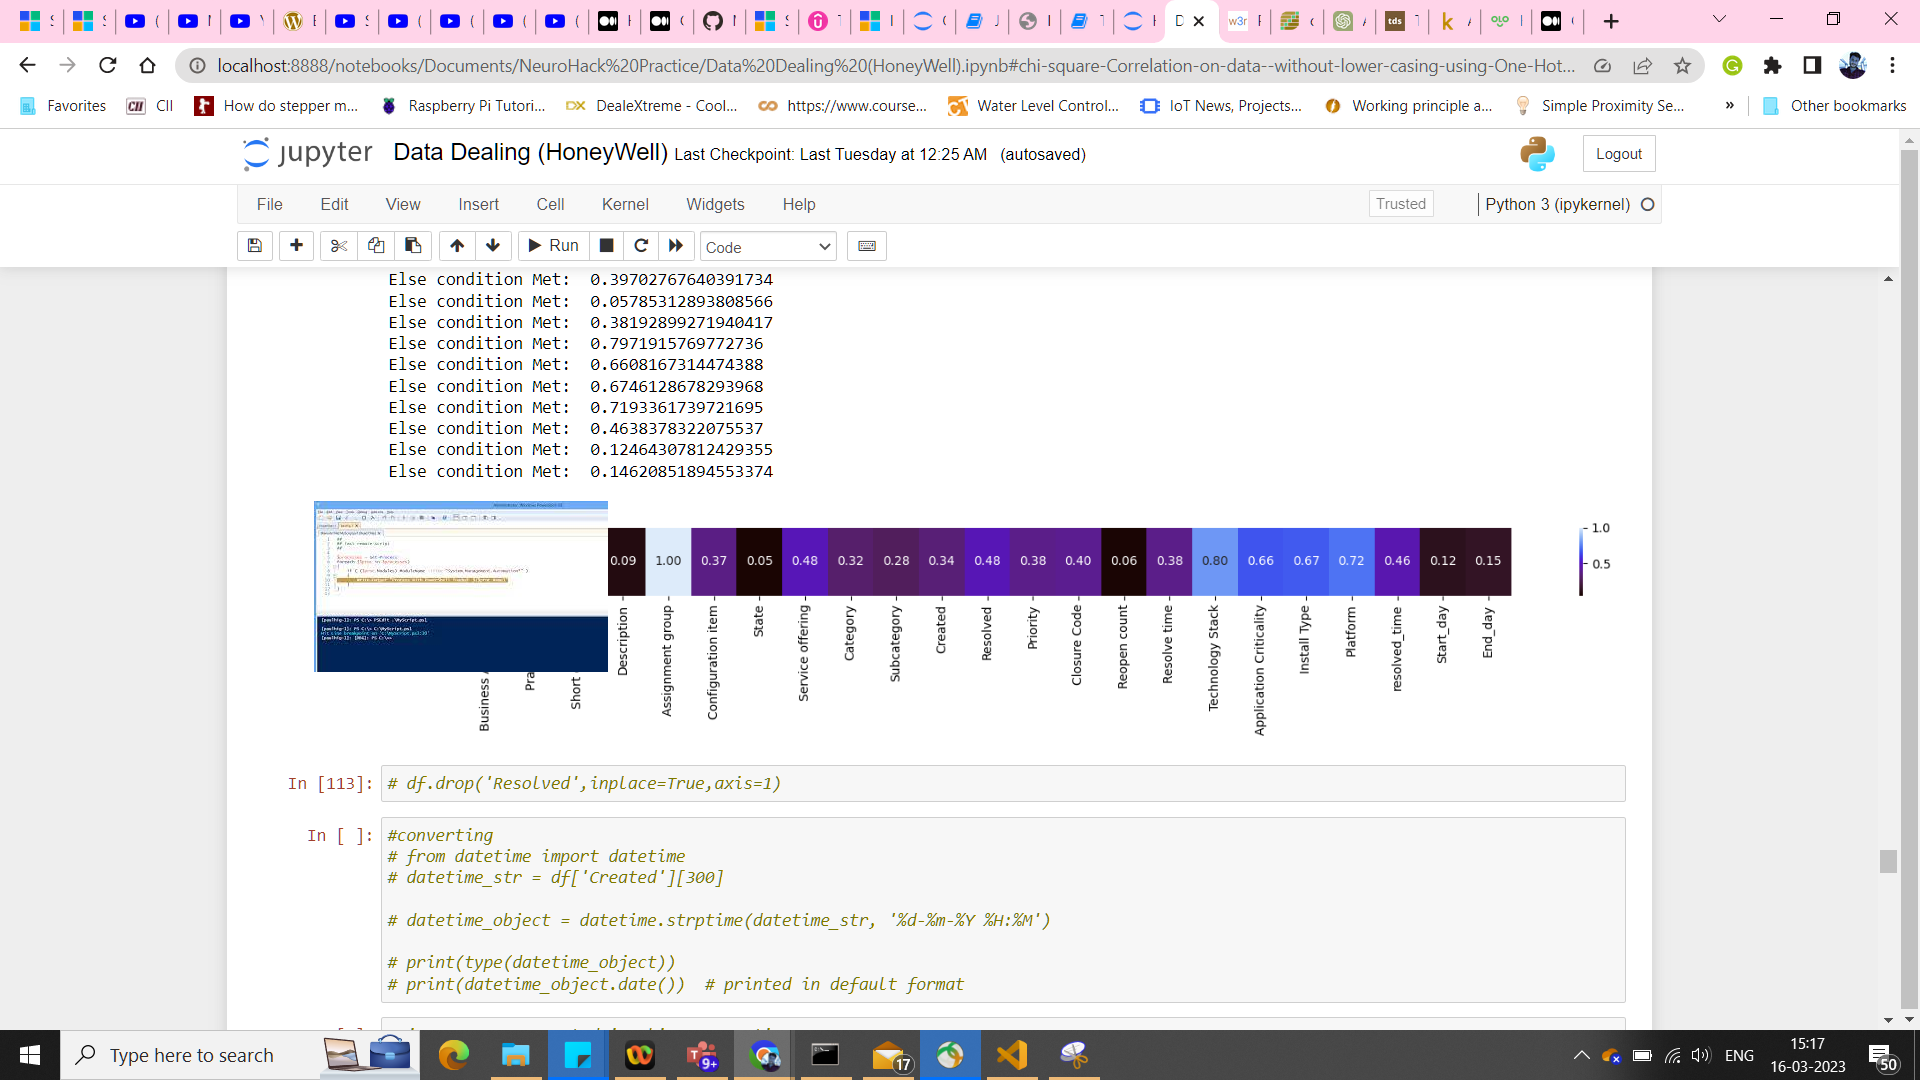 localhost:8888/notebooks/Documents/NeuroHack%20Practice/Data%20Dealing%20(HoneyWell).ipynb#chi-square-Correlation-on-data--without-lower-casing-using-One-Hot...
Favorites CII How do stepper m... Raspberry Pi Tutori... DX DealeXtreme - Cool... https://www.course... Water Level Control... IoT News, Projects... Working principle a... Simple Proximity Se... » Other bookmarks
jupyter Data Dealing (HoneyWell) Last Checkpoint: Last Tuesday at 12:25 AM (autosaved) Logout
File Edit View Insert Cell Kernel Widgets Help Trusted Python 3 (ipykernel)
Run Code
Else condition Met:  0.39702767640391734
Else condition Met:  0.05785312893808566
Else condition Met:  0.38192899271940417
Else condition Met:  0.7971915769772736
Else condition Met:  0.6608167314474388
Else condition Met:  0.6746128678293968
Else condition Met:  0.7193361739721695
Else condition Met:  0.4638378322075537
Else condition Met:  0.12464307812429355
Else condition Met:  0.14620851894553374
0.09 1.00 0.37 0.05 0.48 0.32 0.28 0.34 0.48 0.38 0.40 0.06 0.38 0.80 0.66 0.67 0.72 0.46 0.12 0.15
1.0
0.5
Business
Pra
Short
Description
Assignment group
Configuration item
State
Service offering
Category
Subcategory
Created
Resolved
Priority
Closure Code
Reopen count
Resolve time
Technology Stack
Application Criticality
Install Type
Platform
resolved_time
Start_day
End_day
In [113]: # df.drop('Resolved',inplace=True,axis=1)
In [ ]: #converting
# from datetime import datetime
# datetime_str = df['Created'][300]
# datetime_object = datetime.strptime(datetime_str, '%d-%m-%Y %H:%M')
# print(type(datetime_object))
# print(datetime_object.date())  # printed in default format
Type here to search 9+ 17 ENG 15:17
16-03-2023 50